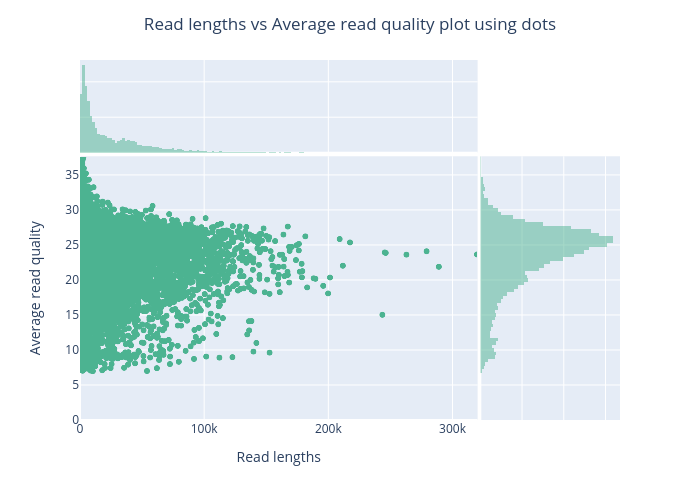 Read lengths vs Average read quality plot using dots
35
30
25
20
15
10
5
0
Average read quality
0
100k
200k
300k
Read lengths